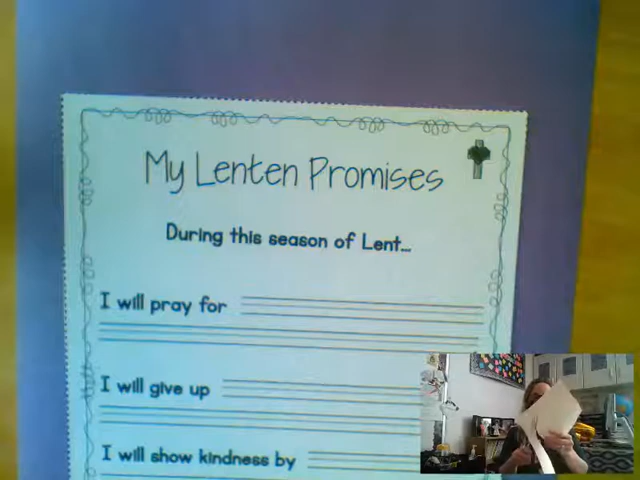 My Lenten Promises
During this season of Lent...
I will pray for
I will give up
I will show kindness by